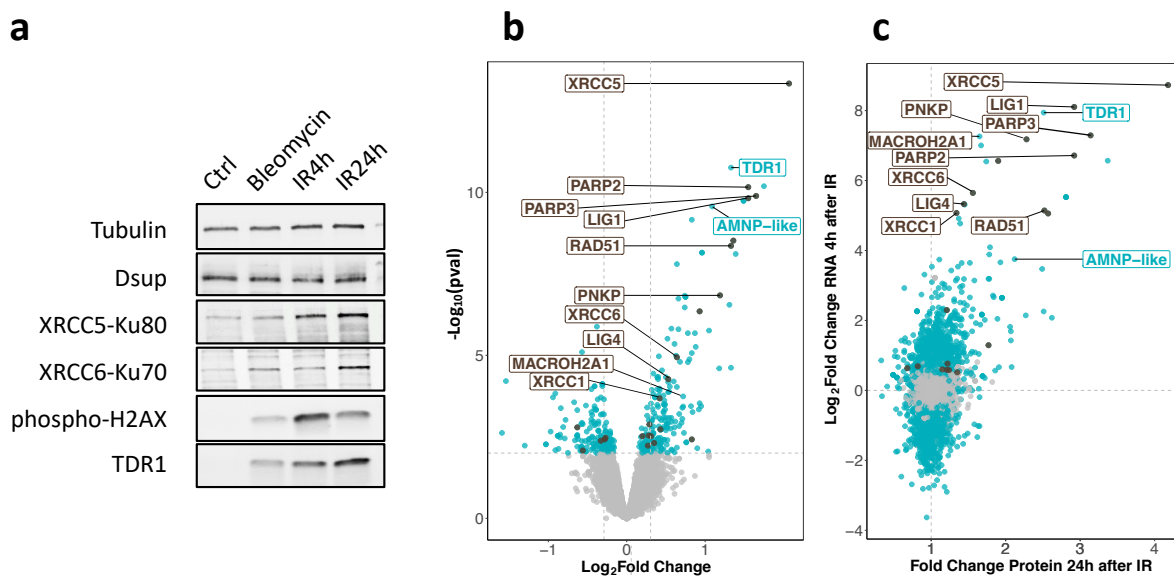 a
Ctrl
Bleomycin
IR4h
IR24h
Tubulin
Dsup
XRCC5-Ku80
XRCC6-Ku70
phospho-H2AX
TDR1
b
XRCC5
TDR1
PARP2
PARP3
LIG1
AMNP−like
RAD51
PNKP
XRCC6
LIG4
MACROH2A1
XRCC1
-Log10(pval)
10
5
0
−1
0
1
Log2Fold Change
c
XRCC5
LIG1
PNKP
TDR1
PARP3
MACROH2A1
PARP2
XRCC6
LIG4
XRCC1
RAD51
AMNP−like
Log2Fold Change RNA 4h after IR
8
6
4
2
0
−2
−4
1
2
3
4
Fold Change Protein 24h after IR